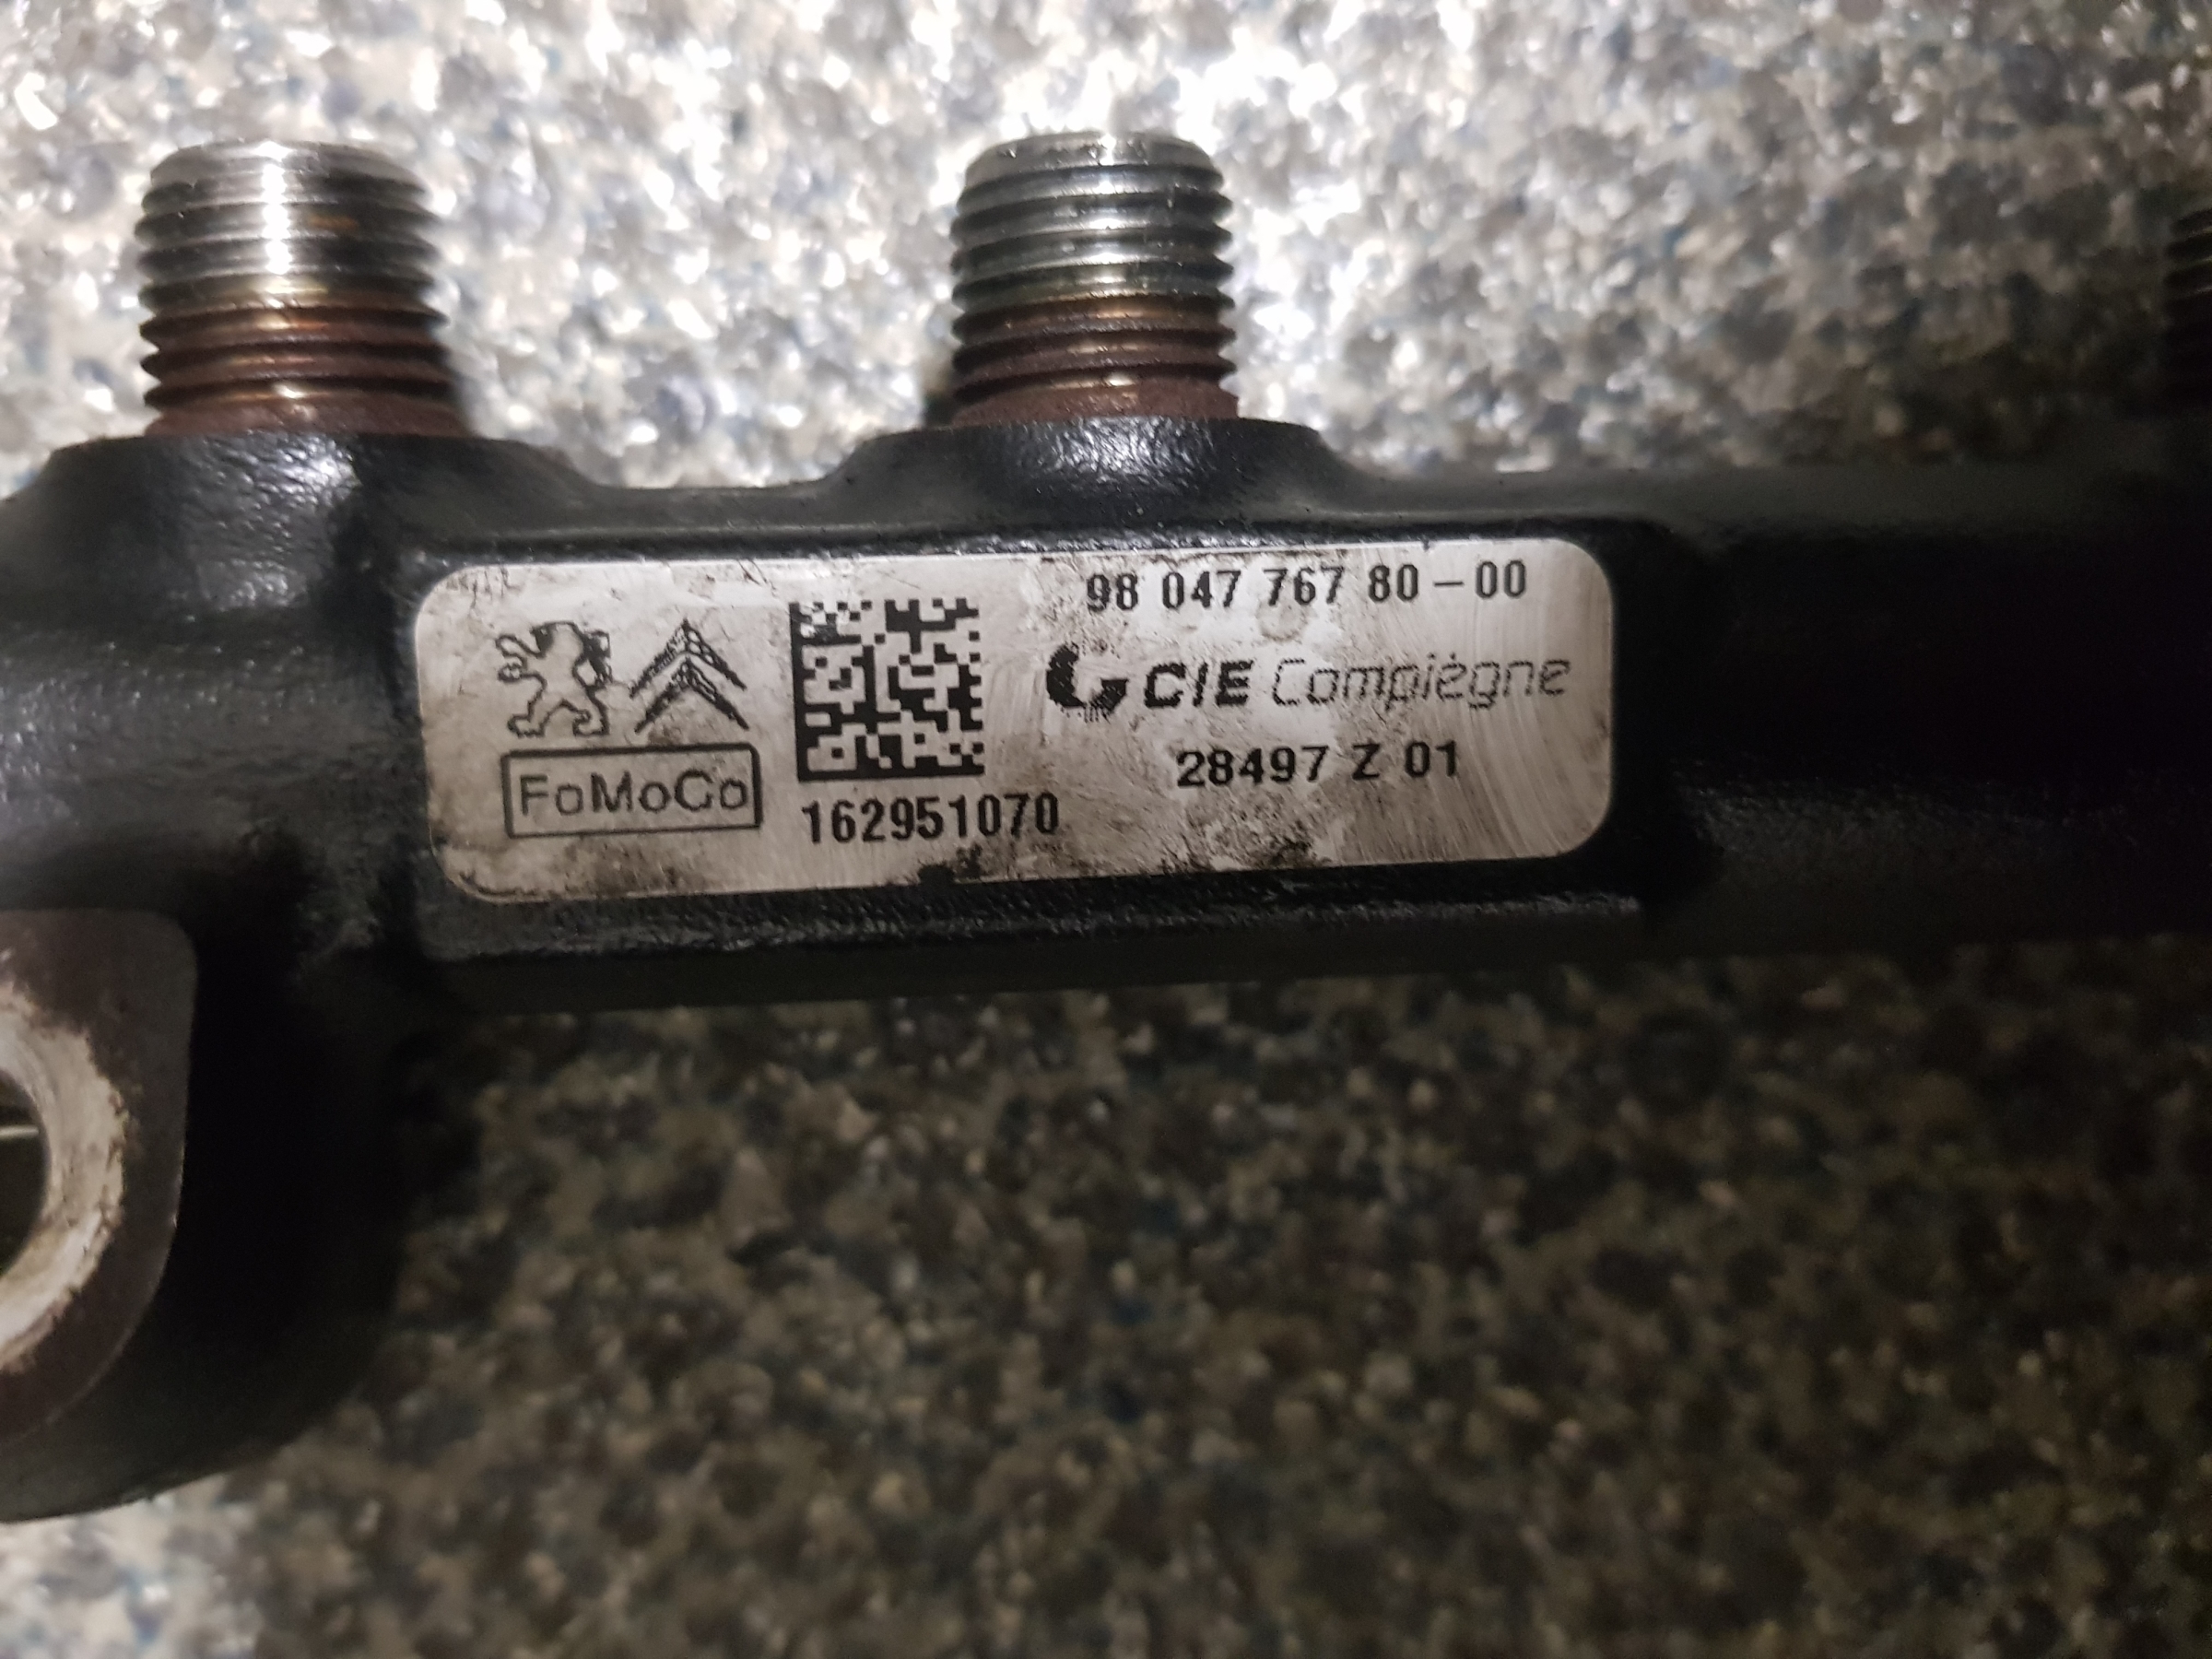 98 047 767 80-00
CIE Compiègne
28497 Z 01
FoMoCo
162951070